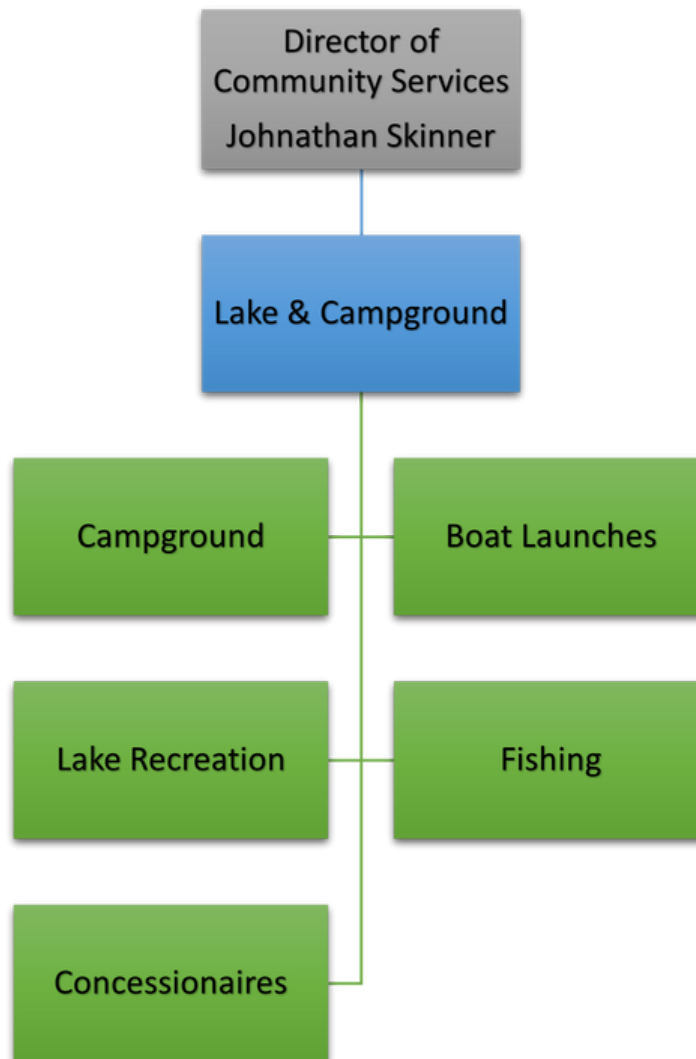 Director of
Community Services
Johnathan Skinner
Lake & Campground
Campground
Boat Launches
Lake Recreation
Fishing
Concessionaires